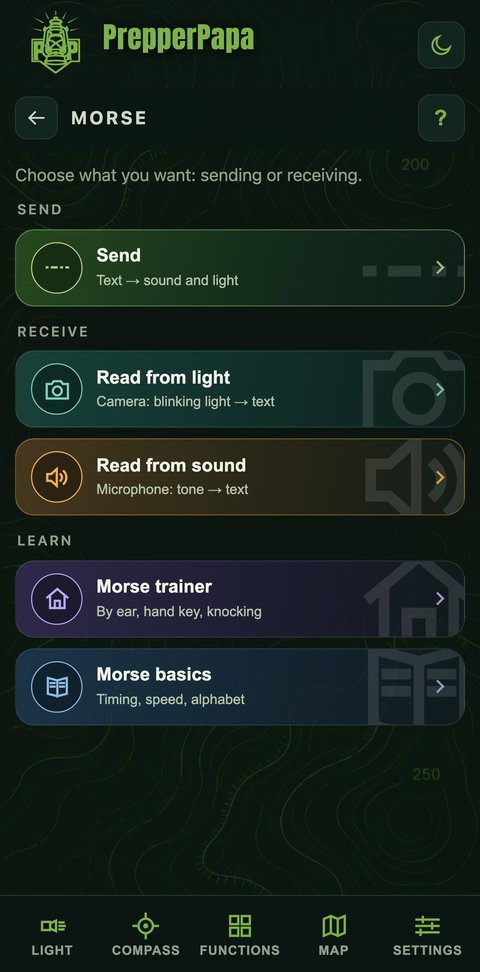 PrepperPapa
MORSE
?
Choose what you want: sending or receiving.
200
SEND
Send
Text → sound and light
RECEIVE
Read from light
Camera: blinking light → text
Read from sound
Microphone: tone → text
LEARN
Morse trainer
By ear, hand key, knocking
Morse basics
Timing, speed, alphabet
250
LIGHT COMPASS FUNCTIONS MAP SETTINGS